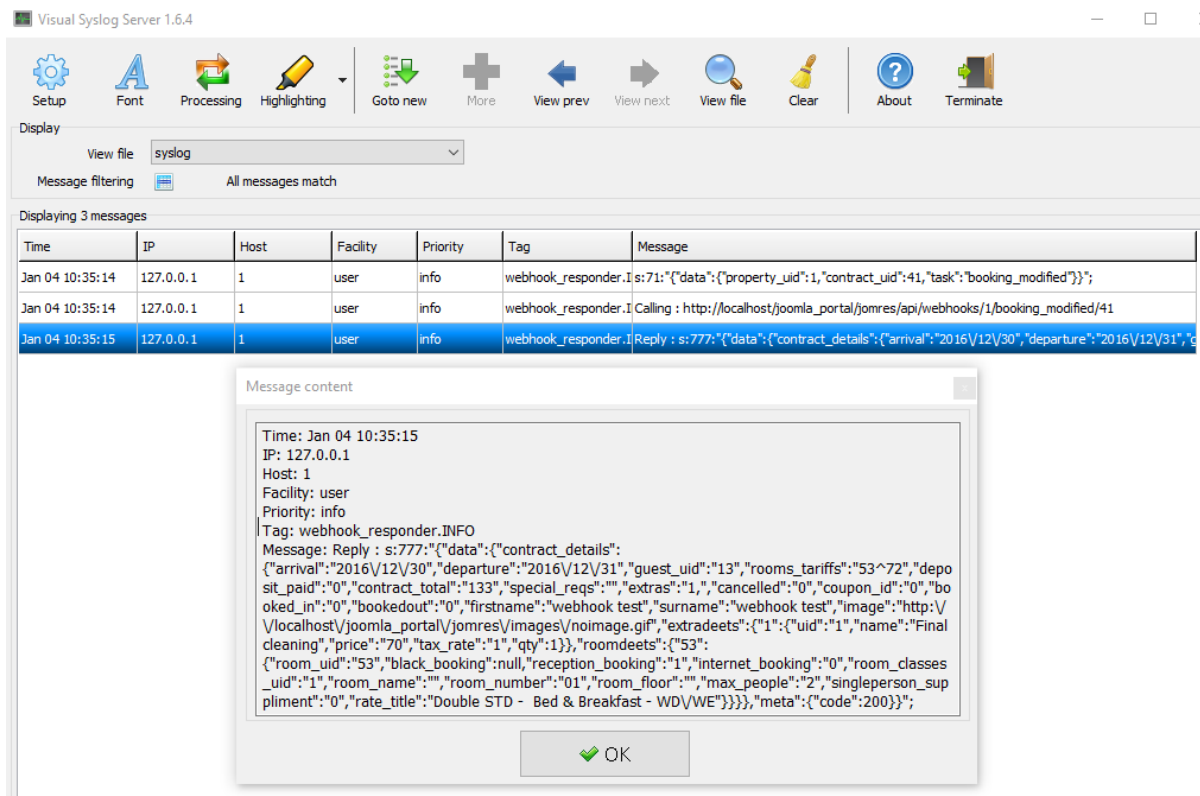 Visual Syslog Server 1.6.4
Setup Font Processing Highlighting Goto new More View prev View next View file Clear About Terminate
Display
View file syslog
Message filtering All messages match
Displaying 3 messages
Time IP Host Facility Priority Tag Message
Jan 04 10:35:14 127.0.0.1 1 user info webhook_responder.I s:71:"{"data":{"property_uid":1,"contract_uid":41,"task":"booking_modified"}}";
Jan 04 10:35:14 127.0.0.1 1 user info webhook_responder.I Calling : http://localhost/joomla_portal/jomres/api/webhooks/1/booking_modified/41
Jan 04 10:35:15 127.0.0.1 1 user info webhook_responder.I Reply : s:777:"{"data":{"contract_details":{"arrival":"2016\/12\/30","departure":"2016\/12\/31","g
Message content
Time: Jan 04 10:35:15
IP: 127.0.0.1
Host: 1
Facility: user
Priority: info
Tag: webhook_responder.INFO
Message: Reply : s:777:"{"data":{"contract_details":
{"arrival":"2016\/12\/30","departure":"2016\/12\/31","guest_uid":"13","rooms_tariffs":"53^72","depo
sit_paid":"0","contract_total":"133","special_reqs":"","extras":"1,","cancelled":"0","coupon_id":"0","bo
oked_in":"0","bookedout":"0","firstname":"webhook test","surname":"webhook test","image":"http:\/
\/localhost\/joomla_portal\/jomres\/images\/noimage.gif","extradeets":{"1":{"uid":"1","name":"Final
cleaning","price":"70","tax_rate":"1","qty":1}},"roomdeets":{"53":
{"room_uid":"53","black_booking":null,"reception_booking":"1","internet_booking":"0","room_classes
_uid":"1","room_name":"","room_number":"01","room_floor":"","max_people":"2","singleperson_sup
pliment":"0","rate_title":"Double STD -  Bed & Breakfast - WD\/WE"}}}},"meta":{"code":200}}";
OK